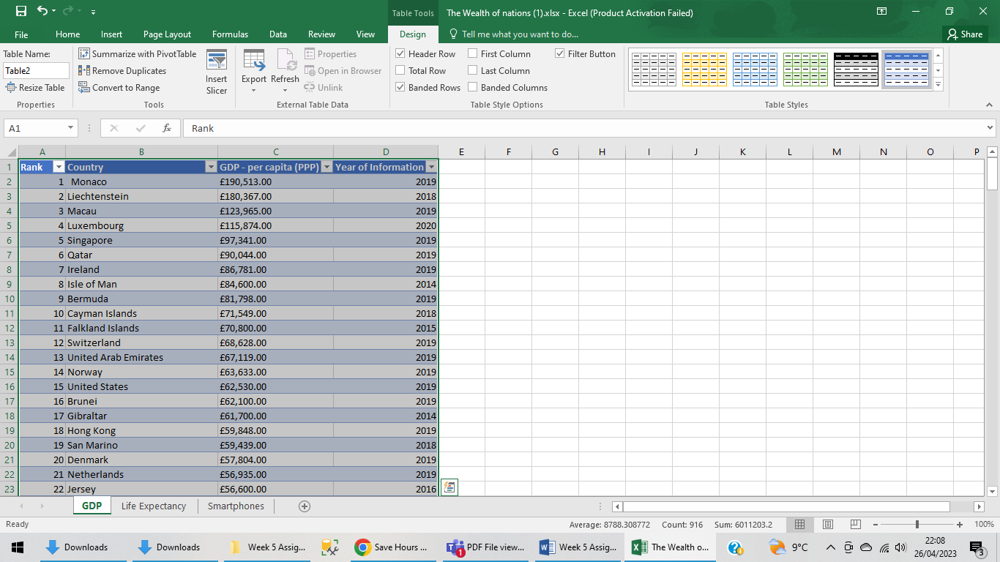 Table Tools
The Wealth of nations (1).xlsx - Excel (Product Activation Failed)
File Home Insert Page Layout Formulas Data Review View Design Tell me what you want to do... Share
Table Name:
Table2
Resize Table
Properties
Summarize with PivotTable
Remove Duplicates
Convert to Range
Tools
Insert
Slicer
Export
Refresh
Properties
Open in Browser
Unlink
External Table Data
Header Row First Column Filter Button
Total Row Last Column
Banded Rows Banded Columns
Table Style Options
Table Styles
A1 fx Rank
A B C D E F G H I J K L M N O P
1 Rank Country GDP - per capita (PPP) Year of Information
2 1 Monaco £190,513.00 2019
3 2 Liechtenstein £180,367.00 2018
4 3 Macau £123,965.00 2019
5 4 Luxembourg £115,874.00 2020
6 5 Singapore £97,341.00 2019
7 6 Qatar £90,044.00 2019
8 7 Ireland £86,781.00 2019
9 8 Isle of Man £84,600.00 2014
10 9 Bermuda £81,798.00 2019
11 10 Cayman Islands £71,549.00 2018
12 11 Falkland Islands £70,800.00 2015
13 12 Switzerland £68,628.00 2019
14 13 United Arab Emirates £67,119.00 2019
15 14 Norway £63,633.00 2019
16 15 United States £62,530.00 2019
17 16 Brunei £62,100.00 2019
18 17 Gibraltar £61,700.00 2014
19 18 Hong Kong £59,848.00 2019
20 19 San Marino £59,439.00 2018
21 20 Denmark £57,804.00 2019
22 21 Netherlands £56,935.00 2019
23 22 Jersey £56,600.00 2016
GDP Life Expectancy Smartphones
Ready Average: 8788.308772 Count: 916 Sum: 6011203.2 100%
Downloads Downloads Week 5 Assig... Save Hours ... PDF File view... Week 5 Assig... The Wealth o... 9°C
22:08
26/04/2023
1
3